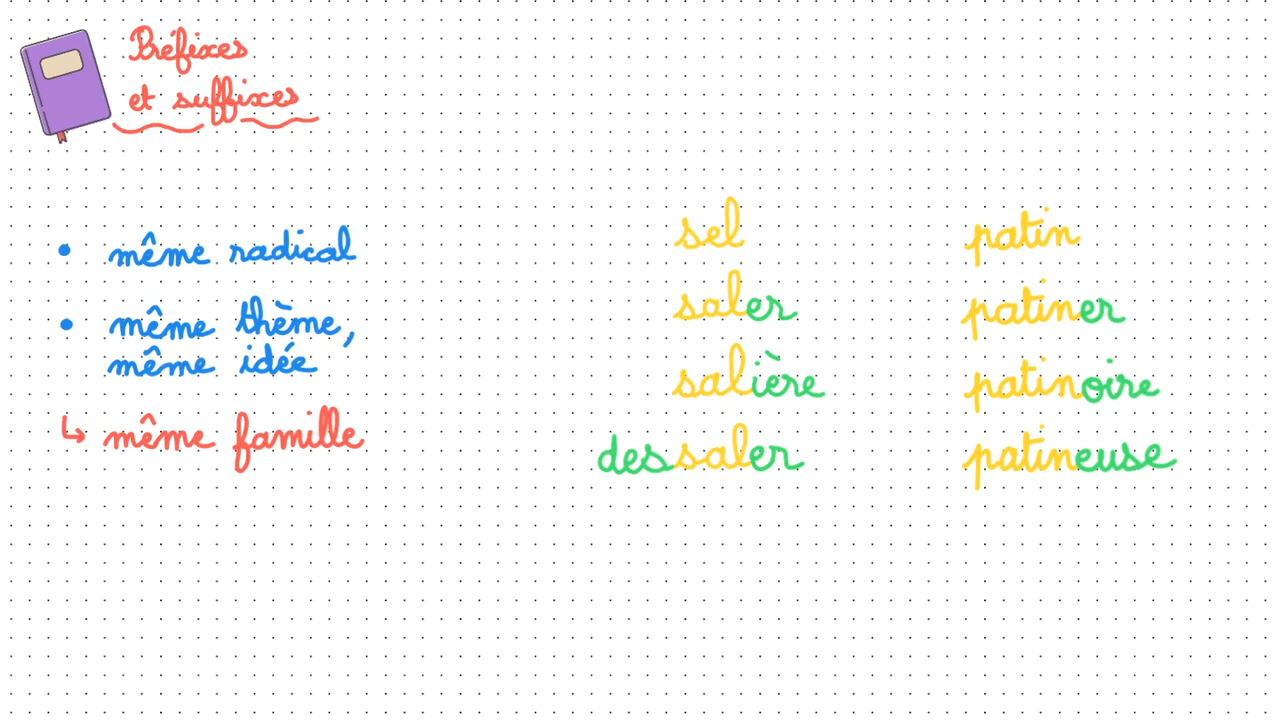 Préfixes
et suffixes
• même radical
• même thème,
même idée
↳ même famille
sel
saler
salière
dessaler
patin
patiner
patinoire
patineuse